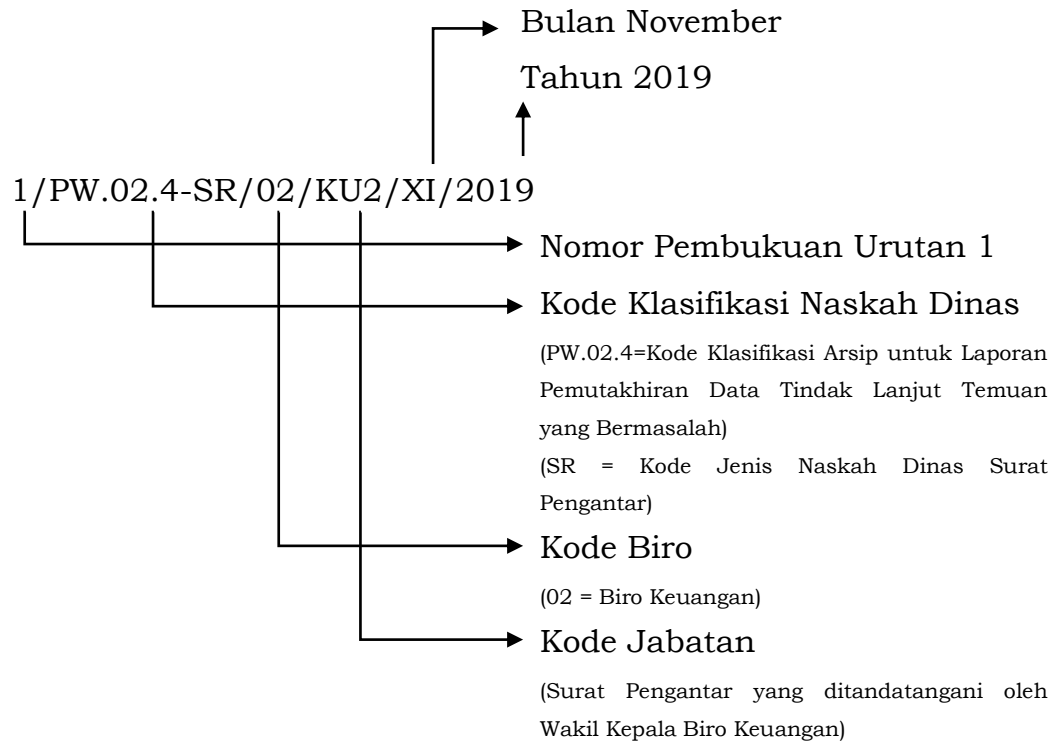 Bulan November
Tahun 2019
1/PW.02.4-SR/02/KU2/XI/2019
Nomor Pembukuan Urutan 1
Kode Klasifikasi Naskah Dinas
(PW.02.4=Kode Klasifikasi Arsip untuk Laporan
Pemutakhiran Data Tindak Lanjut Temuan
yang Bermasalah)
(SR = Kode Jenis Naskah Dinas Surat
Pengantar)
Kode Biro
(02 = Biro Keuangan)
Kode Jabatan
(Surat Pengantar yang ditandatangani oleh
Wakil Kepala Biro Keuangan)